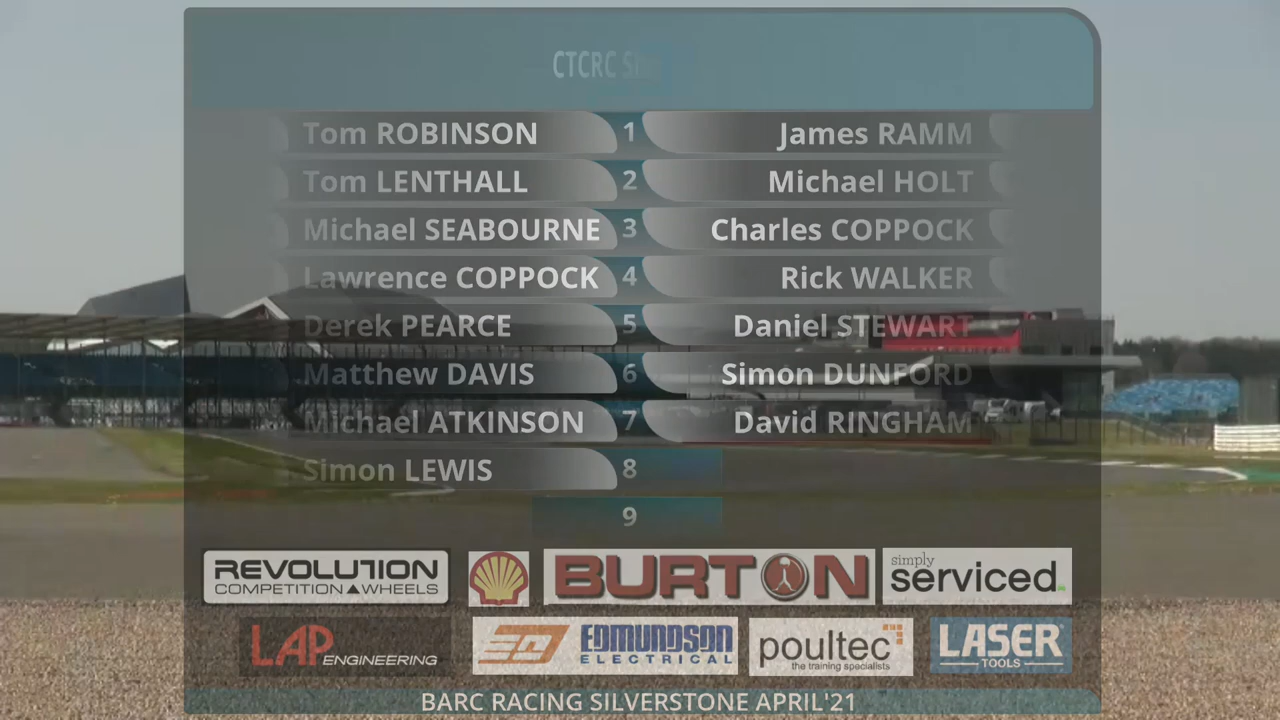 CTCRC
Tom ROBINSON 1 James RAMM
Tom LENTHALL 2 Michael HOLT
Michael SEABOURNE 3 Charles COPPOCK
Lawrence COPPOCK 4 Rick WALKER
Derek PEARCE 5 Daniel STEWART
Matthew DAVIS 6 Simon DUNFORD
Michael ATKINSON 7 David RINGHAM
Simon LEWIS 8
9
REVOLUTION COMPETITION WHEELS
BURTON
simply serviced.
LAP ENGINEERING
EDMUNDSON ELECTRICAL
poultec the training specialists
LASER TOOLS
BARC RACING SILVERSTONE APRIL'21